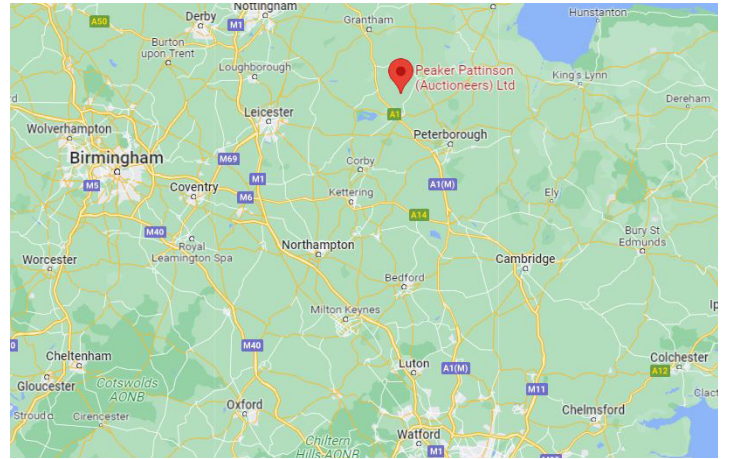 Nottingham
Hunstanton
Derby
M1
Grantham
A50
Burton
upon Trent
Loughborough
Peaker Pattinson
(Auctioneers) Ltd
King's Lynn
d
Dereham
Leicester
A1
Wolverhampton
Peterborough
Birmingham
M69
Corby
M5
Coventry
M1
M6
Kettering
A1(M)
Ely
A14
M40
Royal
Leamington Spa
Northampton
Bury St
Edmunds
Worcester
Cambridge
Bedford
Milton Keynes
Ip
0
M40
Cheltenham
Luton
A1(M)
Colchester
A12
Gloucester
Cotswolds
AONB
M11
Clact
Stroud
Cirencester
Oxford
Chelmsford
Chiltern
Hills AONB
Watford
M1